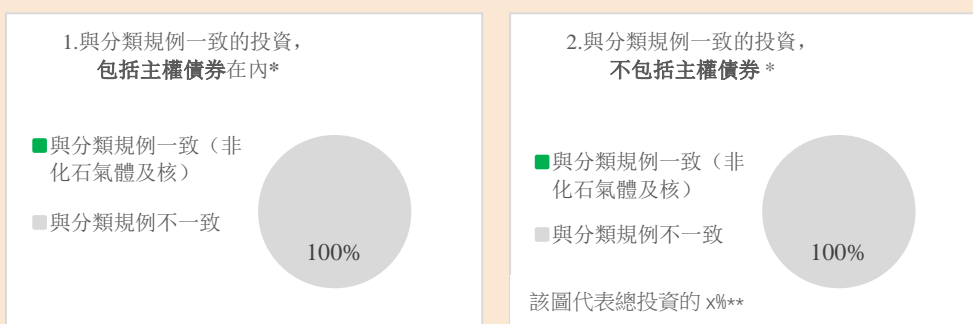 1.與分類規例一致的投資，
包括主權債券在內*
與分類規例一致（非
化石氣體及核）
與分類規例不一致
100%
2.與分類規例一致的投資，
不包括主權債券 *
與分類規例一致（非
化石氣體及核）
與分類規例不一致
100%
該圖代表總投資的 x%**